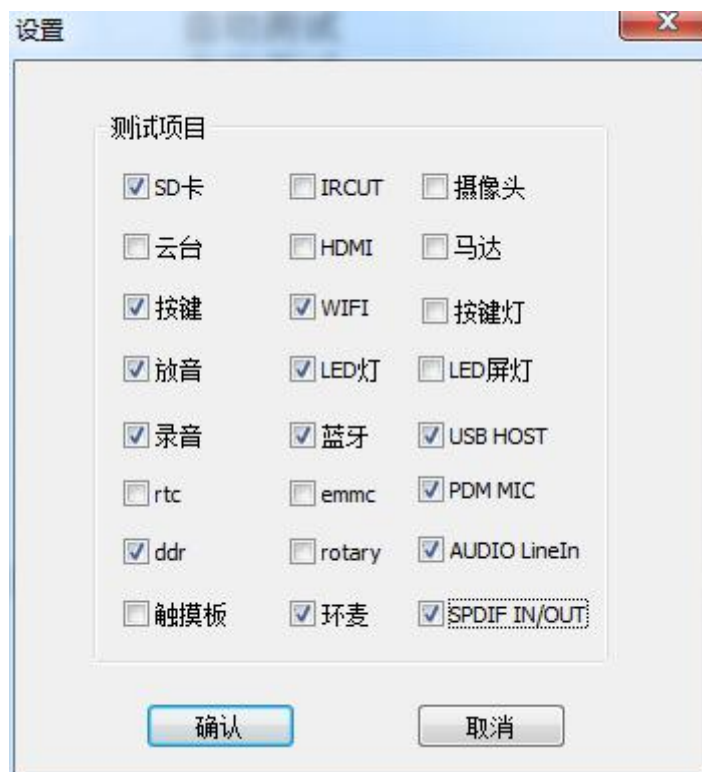 设置
测试项目
SD卡 IRCUT 摄像头
云台 HDMI 马达
按键 WIFI 按键灯
放音 LED灯 LED屏灯
录音 蓝牙 USB HOST
rtc emmc PDM MIC
ddr rotary AUDIO LineIn
触摸板 环麦 SPDIF IN/OUT
确认 取消